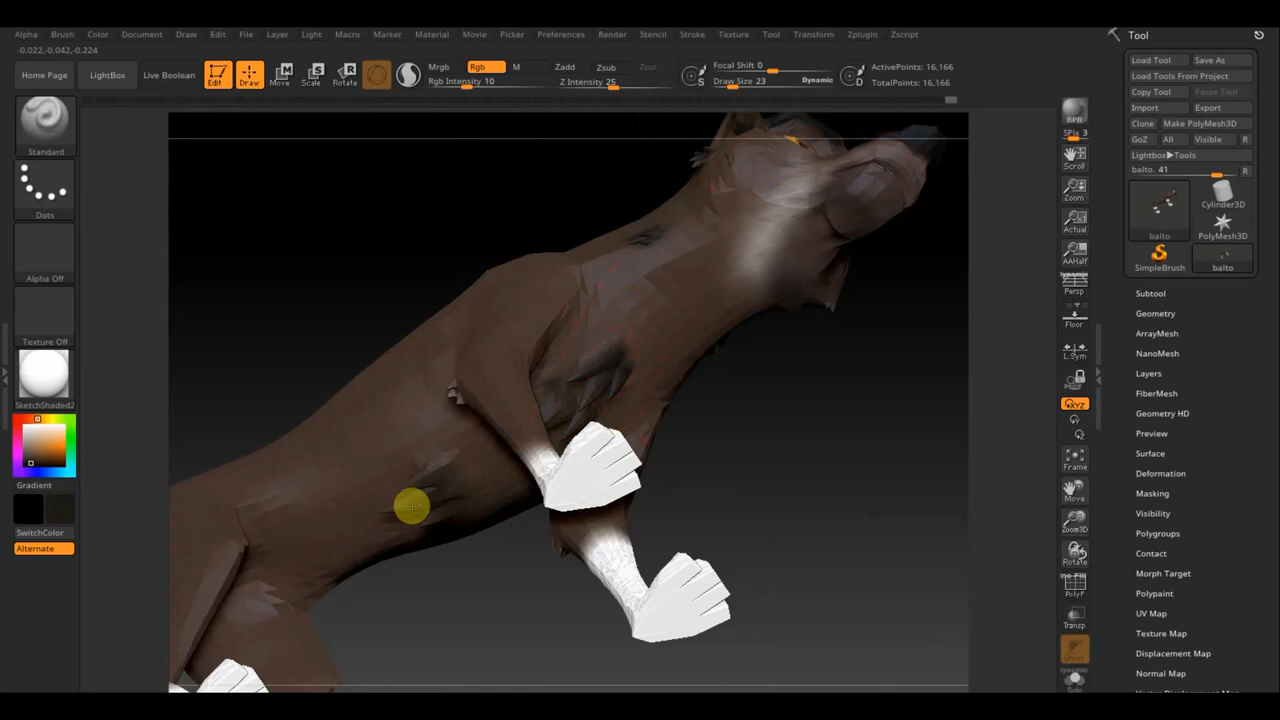 Alpha Brush Color Document Draw Edit File Layer Light Macro Marker Material Movie Picker Preferences Render Stencil Stroke Texture Tool Transform Zplugin Zscript
-0.022,-0.042,-0.224
Home Page LightBox Live Boolean Edit Draw Move Scale Rotate
Mrgb Rgb M Zadd Zsub Zcut
Rgb Intensity 10 Z Intensity 25
Focal Shift 0
Draw Size 23 Dynamic
ActivePoints: 16,166
TotalPoints: 16,166
Standard
Dots
Alpha Off
Texture Off
SketchShaded2
Gradient
SwitchColor
Alternate
BPR
SPix 3
Scroll
Zoom
Actual
AAHalf
Dynamic
Persp
Floor
L.Sym
XYZ
Y
Z
Frame
Move
Zoom3D
Rotate
PolyF
Transp
Ghost
Solo
Tool
Load Tool Save As
Load Tools From Project
Copy Tool Paste Tool
Import Export
Clone Make PolyMesh3D
GoZ All Visible R
Lightbox▶Tools
balto. 41 R
balto Cylinder3D
PolyMesh3D
SimpleBrush balto
Subtool
Geometry
ArrayMesh
NanoMesh
Layers
FiberMesh
Geometry HD
Preview
Surface
Deformation
Masking
Visibility
Polygroups
Contact
Morph Target
Polypaint
UV Map
Texture Map
Displacement Map
Normal Map